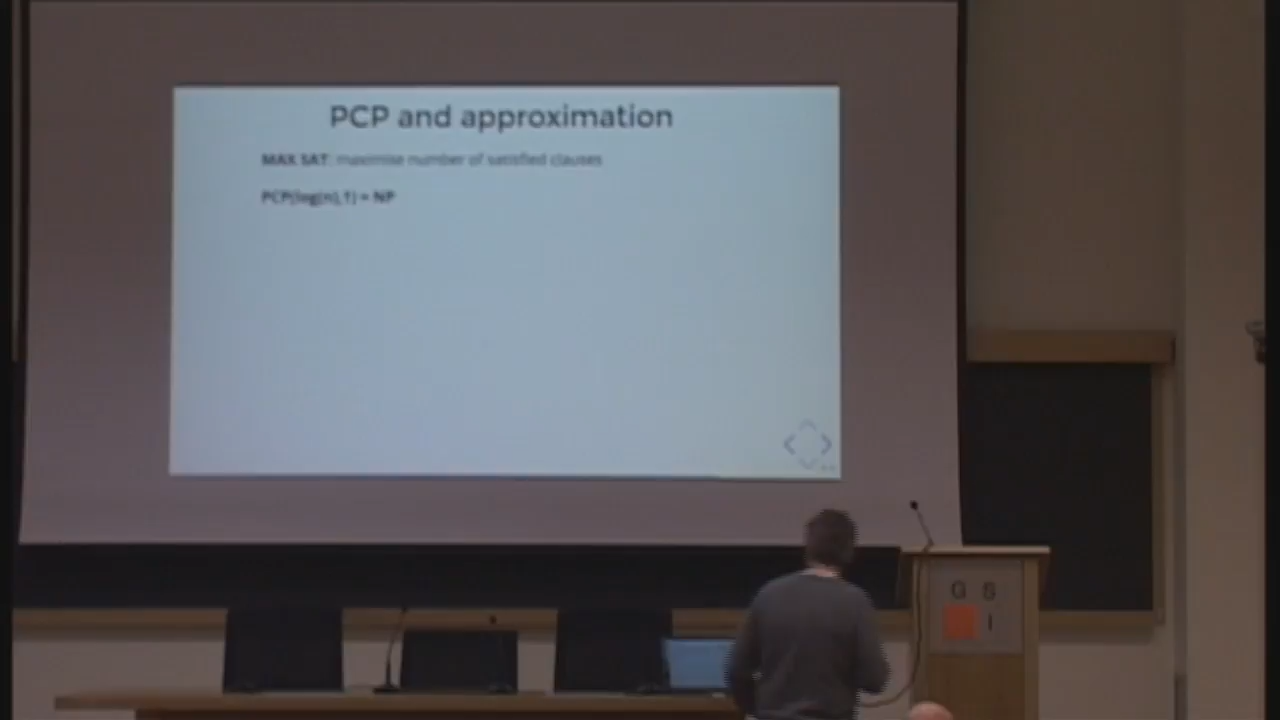 PCP and approximation
MAX SAT: maximise number of satisfied clauses
PCP(log(n),1) = NP
G S
I